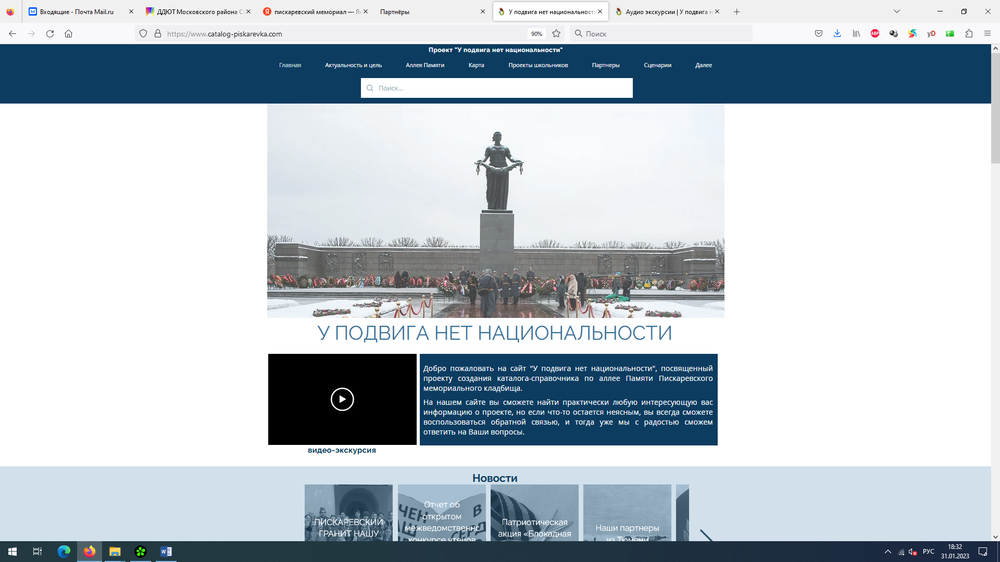 Входящие - Почта Mail.ru
ДДЮТ Московского района
пискаревский мемориал —
Партнёры
У подвига нет национальности
Аудио экскурсии | У подвига
https://www.catalog-piskarevka.com
90%
Поиск
ABP
yD
Проект "У подвига нет национальности"
Главная
Актуальность и цель
Аллея Памяти
Карта
Проекты школьников
Партнеры
Сценарии
Далее
Поиск...
У ПОДВИГА НЕТ НАЦИОНАЛЬНОСТИ
Добро пожаловать на сайт "У подвига нет национальности", посвященный
проекту создания каталога-справочника по аллее Памяти Пискаревского
мемориального кладбища.
На нашем сайте вы сможете найти практически любую интересующую вас
информацию о проекте, но если что-то остается неясным, вы всегда сможете
воспользоваться обратной связью, и тогда уже мы с радостью сможем
ответить на Ваши вопросы.
видео-экскурсия
Новости
ПИСКАРЕВСКИЙ
ГРАНИТ НАШУ
Отчет об
открытом
межведомственнс
конкурсе чтецов
Патриотическая
акция «Блокадная
Наши партнеры
из Тюмени
РУС
18:32
31.01.2023